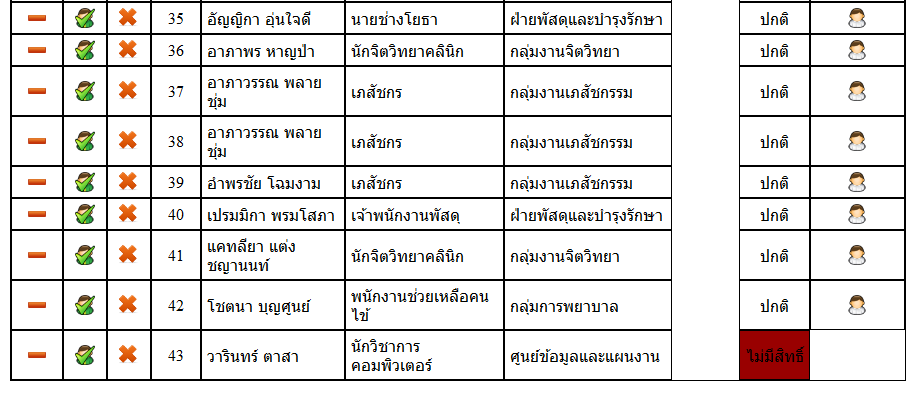 35 อัญญิกา อุ่นใจดี นายช่างโยธา ฝ่ายพัสดุและบำรุงรักษา ปกติ
36 อาภาพร หาญป่า นักจิตวิทยาคลินิก กลุ่มงานจิตวิทยา ปกติ
37 อาภาวรรณ พลาย เภสัชกร กลุ่มงานเภสัชกรรม ปกติ
ชุ่ม
38 อาภาวรรณ พลาย เภสัชกร กลุ่มงานเภสัชกรรม ปกติ
ชุ่ม
39 อำพรชัย โฉมงาม เภสัชกร กลุ่มงานเภสัชกรรม ปกติ
40 เปรมมิกา พรมโสภา เจ้าพนักงานพัสดุ ฝ่ายพัสดุและบำรุงรักษา ปกติ
41 แคทลียา แต่ง นักจิตวิทยาคลินิก กลุ่มงานจิตวิทยา ปกติ
ชญานนท์
42 โชตนา บุญศูนย์ พนักงานช่วยเหลือคน กลุ่มการพยาบาล ปกติ
ไข้
43 วารินทร์ ตาสา นักวิชาการ ศูนย์ข้อมูลและแผนงาน ไม่มีสิทธิ์
คอมพิวเตอร์